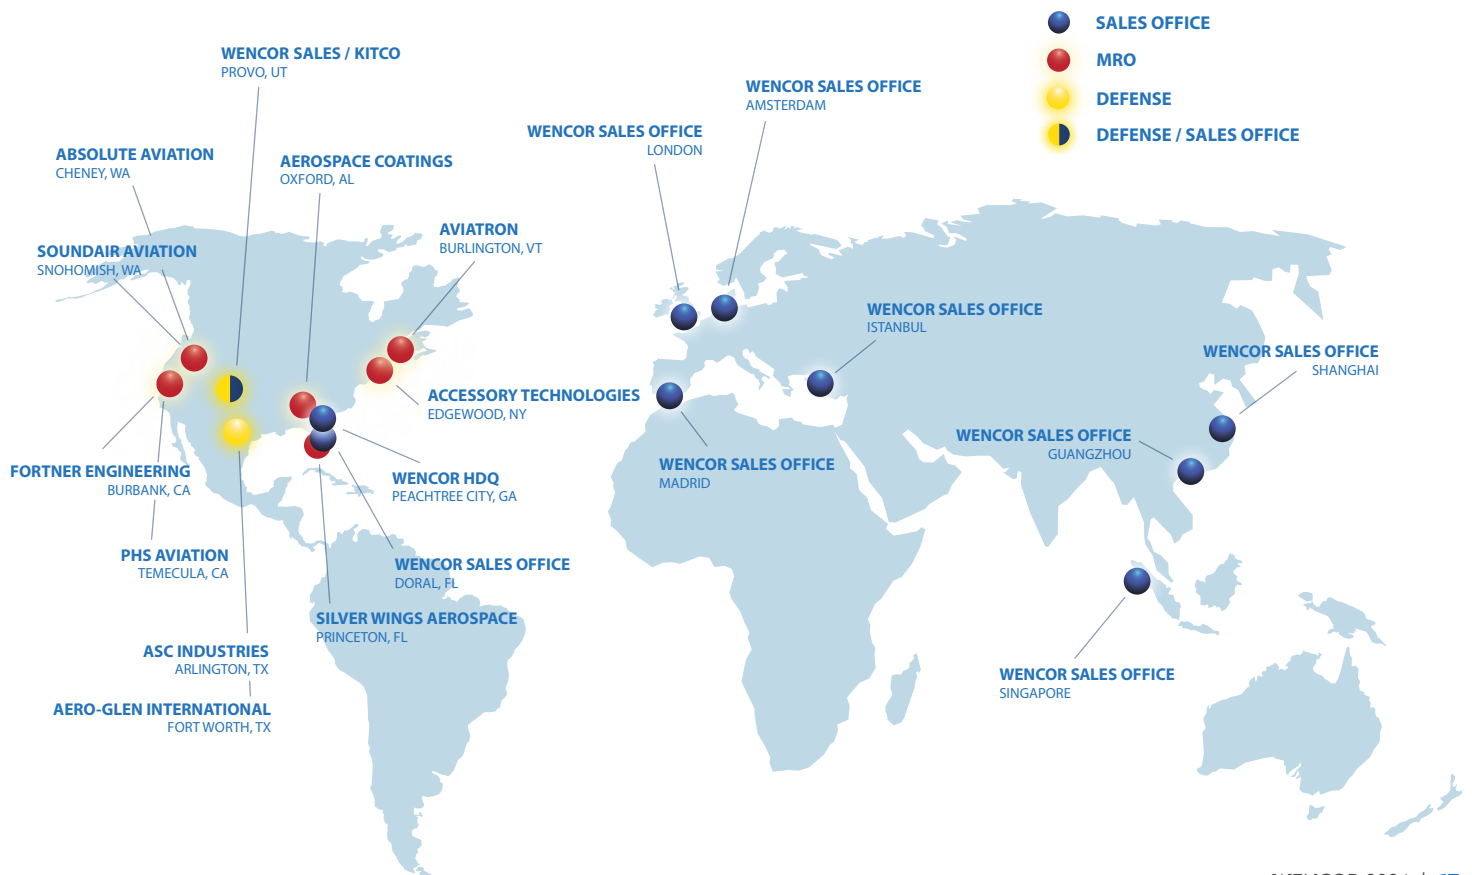 SALES OFFICE
MRO
DEFENSE
DEFENSE / SALES OFFICE
WENCOR SALES / KITCO
PROVO, UT
WENCOR SALES OFFICE
AMSTERDAM
WENCOR SALES OFFICE
LONDON
ABSOLUTE AVIATION
CHENEY, WA
AEROSPACE COATINGS
OXFORD, AL
AVIATRON
BURLINGTON, VT
SOUNDAIR AVIATION
SNOHOMISH, WA
WENCOR SALES OFFICE
ISTANBUL
WENCOR SALES OFFICE
SHANGHAI
ACCESSORY TECHNOLOGIES
EDGEWOOD, NY
WENCOR SALES OFFICE
GUANGZHOU
WENCOR SALES OFFICE
MADRID
FORTNER ENGINEERING
BURBANK, CA
WENCOR HDQ
PEACHTREE CITY, GA
PHS AVIATION
TEMECULA, CA
WENCOR SALES OFFICE
DORAL, FL
SILVER WINGS AEROSPACE
PRINCETON, FL
ASC INDUSTRIES
ARLINGTON, TX
WENCOR SALES OFFICE
SINGAPORE
AERO-GLEN INTERNATIONAL
FORT WORTH, TX